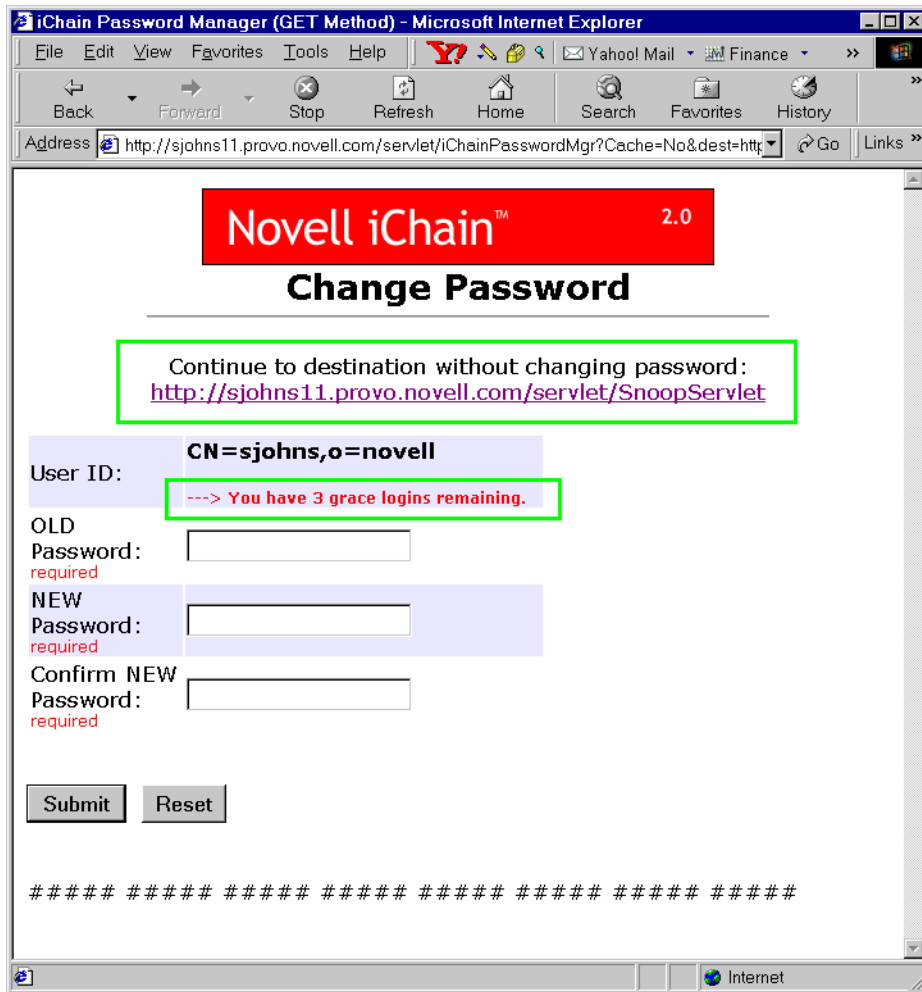 iChain Password Manager (GET Method) - Microsoft Internet Explorer
File Edit View Favorites Tools Help Y? Yahoo! Mail Finance »
Back Forward Stop Refresh Home Search Favorites History »
Address http://sjohns11.provo.novell.com/servlet/iChainPasswordMgr?Cache=No&dest=http Go Links »
Novell iChain™ 2.0
Change Password
Continue to destination without changing password:
http://sjohns11.provo.novell.com/servlet/SnoopServlet
CN=sjohns,o=novell
User ID:
---> You have 3 grace logins remaining.
OLD
Password:
required
NEW
Password:
required
Confirm NEW
Password:
required
Submit Reset
##### ##### ##### ##### ##### ##### ##### #####
Internet